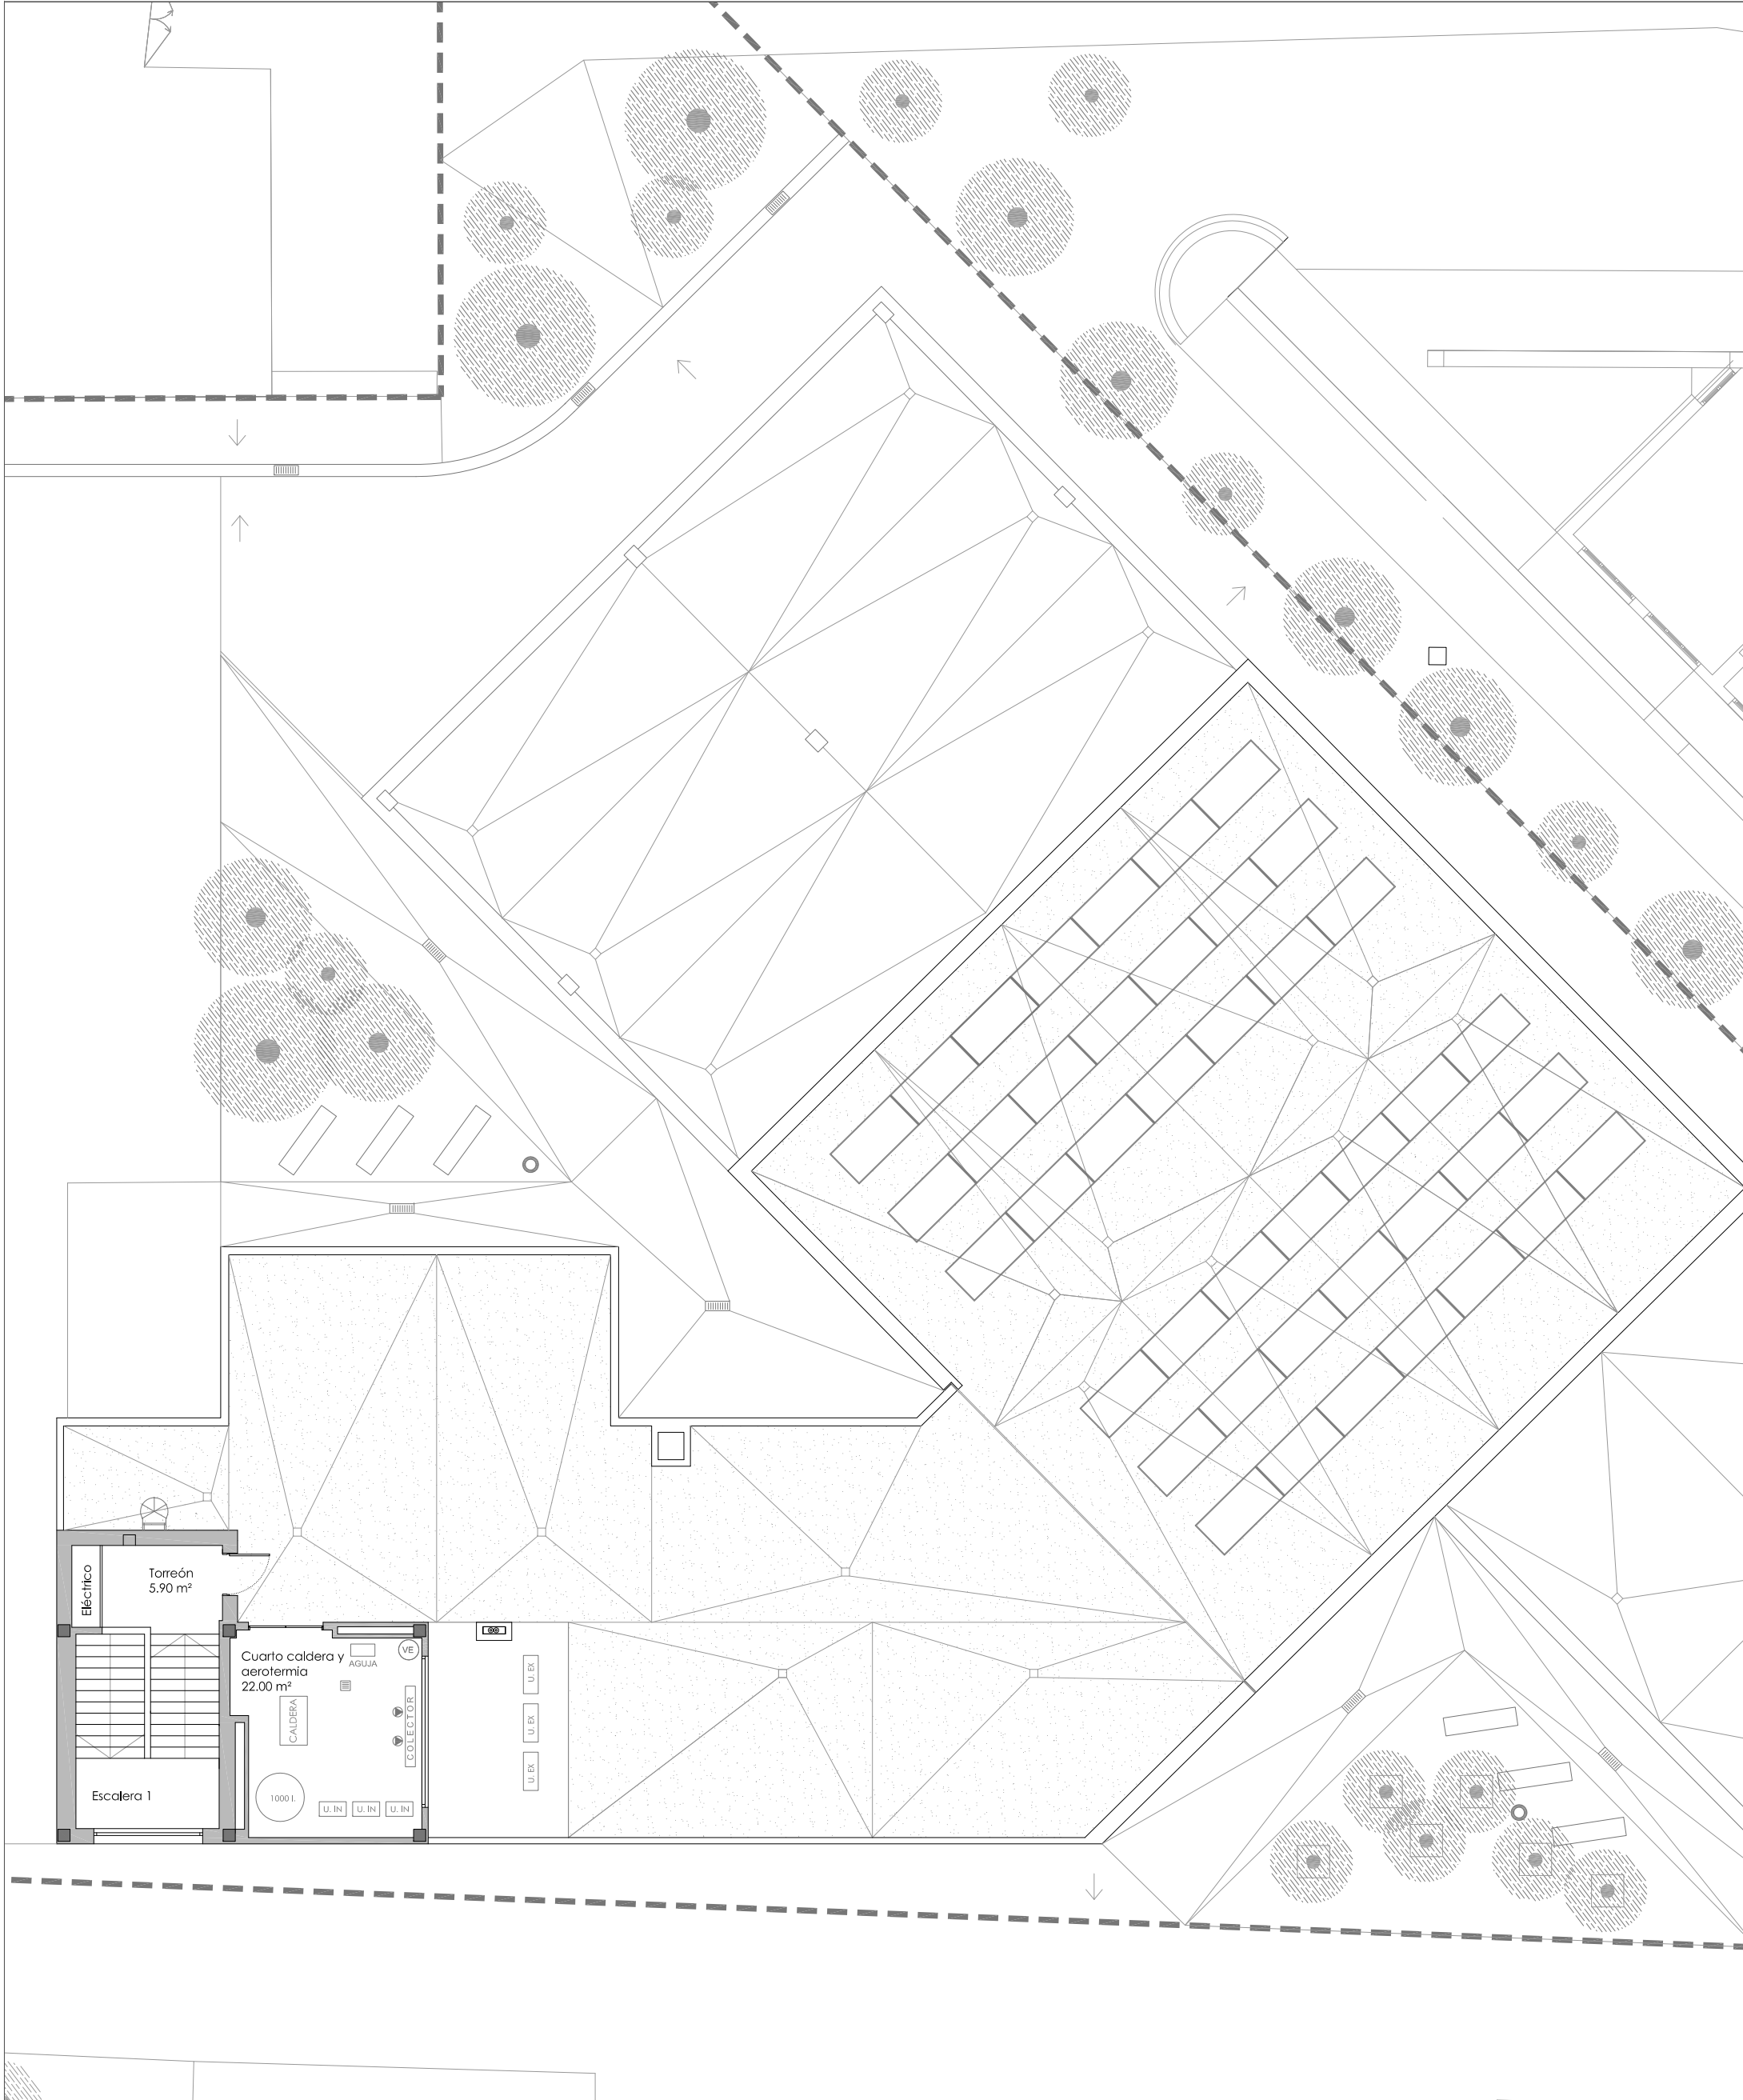 Eléctrico
Torreón
5.90 m²
Cuarto caldera y
aerotermia
22.00 m²
AGUJA
VE
CALDERA
COLECTOR
1000 l.
U. IN
U. IN
U. IN
U. EX
U. EX
U. EX
Escalera 1